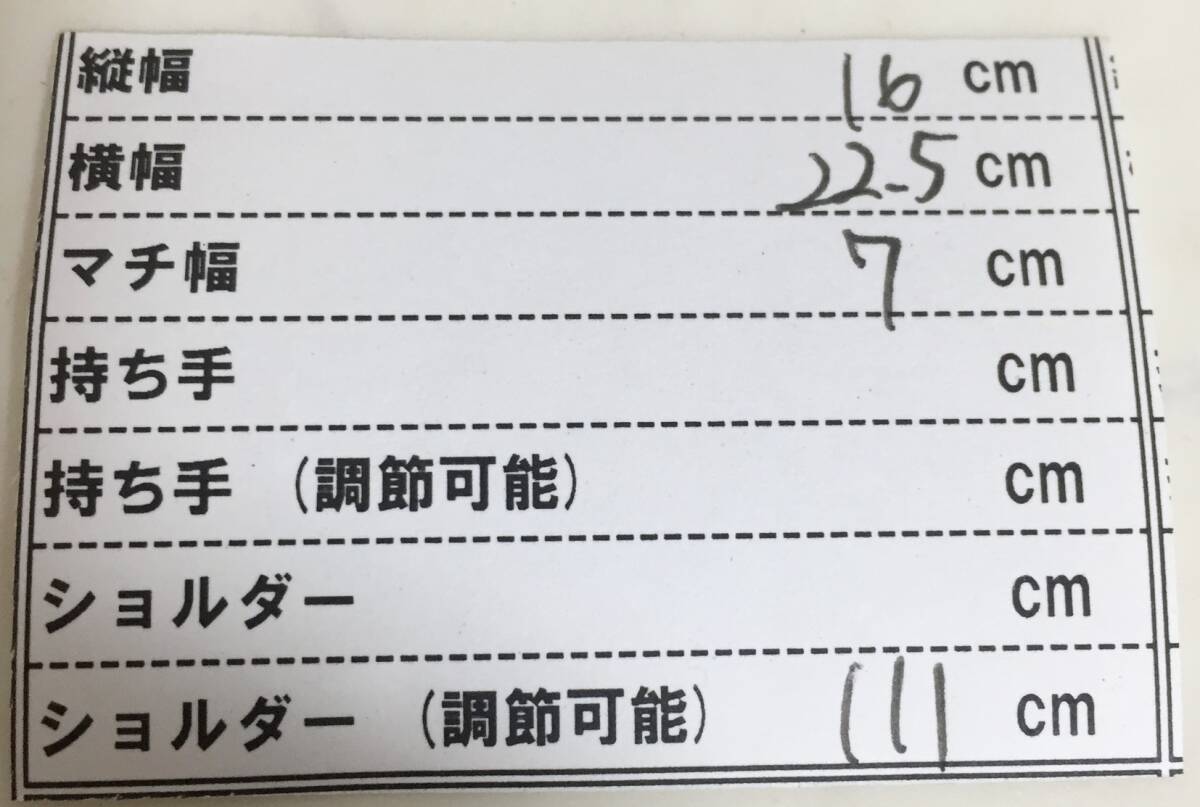 縦幅 16 cm
横幅 22.5 cm
マチ幅 7 cm
持ち手 cm
持ち手 (調節可能) cm
ショルダー cm
ショルダー (調節可能) 111 cm